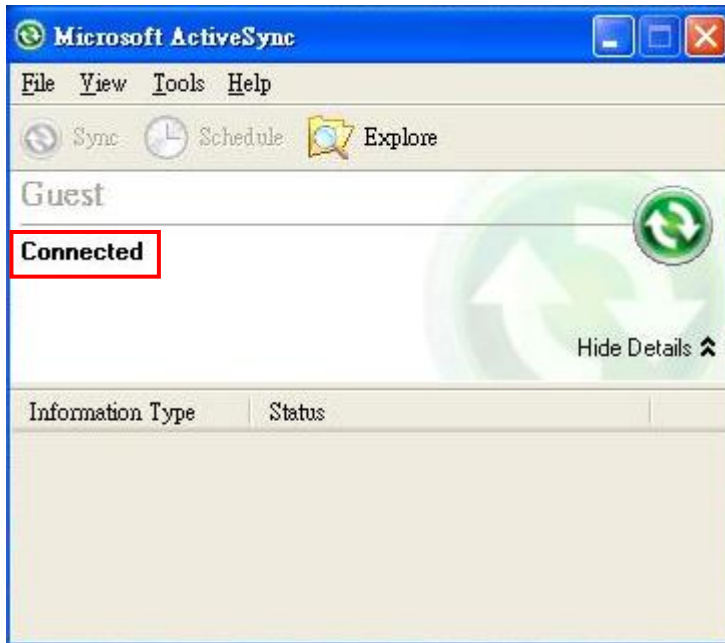 Microsoft ActiveSync
File View Tools Help
Sync Schedule Explore
Guest
Connected
Hide Details
Information Type Status